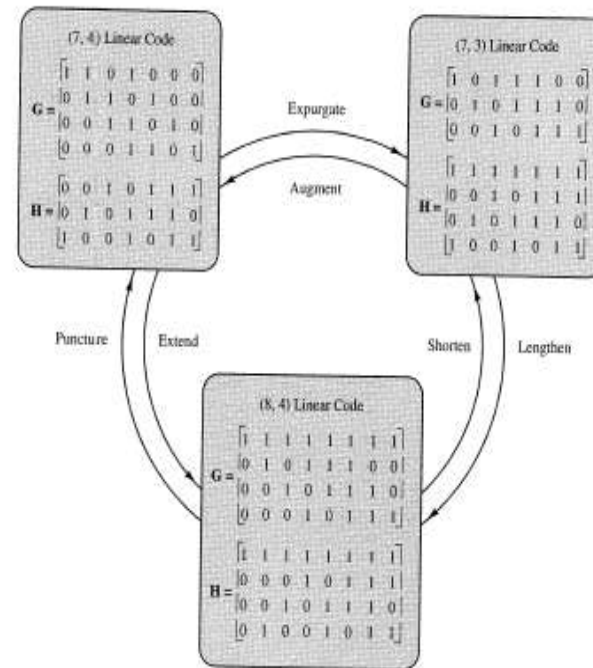 (7, 4) Linear Code
1 1 0 1 0 0 0
0 1 1 0 1 0 0
G =
0 0 1 1 0 1 0
0 0 0 1 1 0 1
0 0 1 0 1 1 1
H = 0 1 0 1 1 1 0
1 0 0 1 0 1 1
(7, 3) Linear Code
1 0 1 1 1 0 0
G = 0 1 0 1 1 1 0
0 0 1 0 1 1 1
1 1 1 1 1 1 1
0 0 1 0 1 1 1
H =
0 1 0 1 1 1 0
1 0 0 1 0 1 1
Expurgate
Augment
Puncture
Extend
Shorten
Lengthen
(8, 4) Linear Code
1 1 1 1 1 1 1 1
0 1 0 1 1 1 0 0
G =
0 0 1 0 1 1 1 0
0 0 0 1 0 1 1 1
1 1 1 1 1 1 1 1
0 0 0 1 0 1 1 1
H =
0 0 1 0 1 1 1 0
0 1 0 0 1 0 1 1